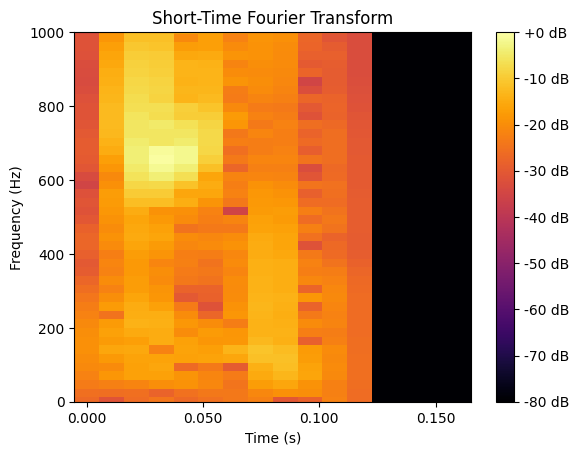 Short-Time Fourier Transform
1000
800
600
400
200
0
Frequency (Hz)
0.000
0.050
0.100
0.150
Time (s)
+0 dB
-10 dB
-20 dB
-30 dB
-40 dB
-50 dB
-60 dB
-70 dB
-80 dB